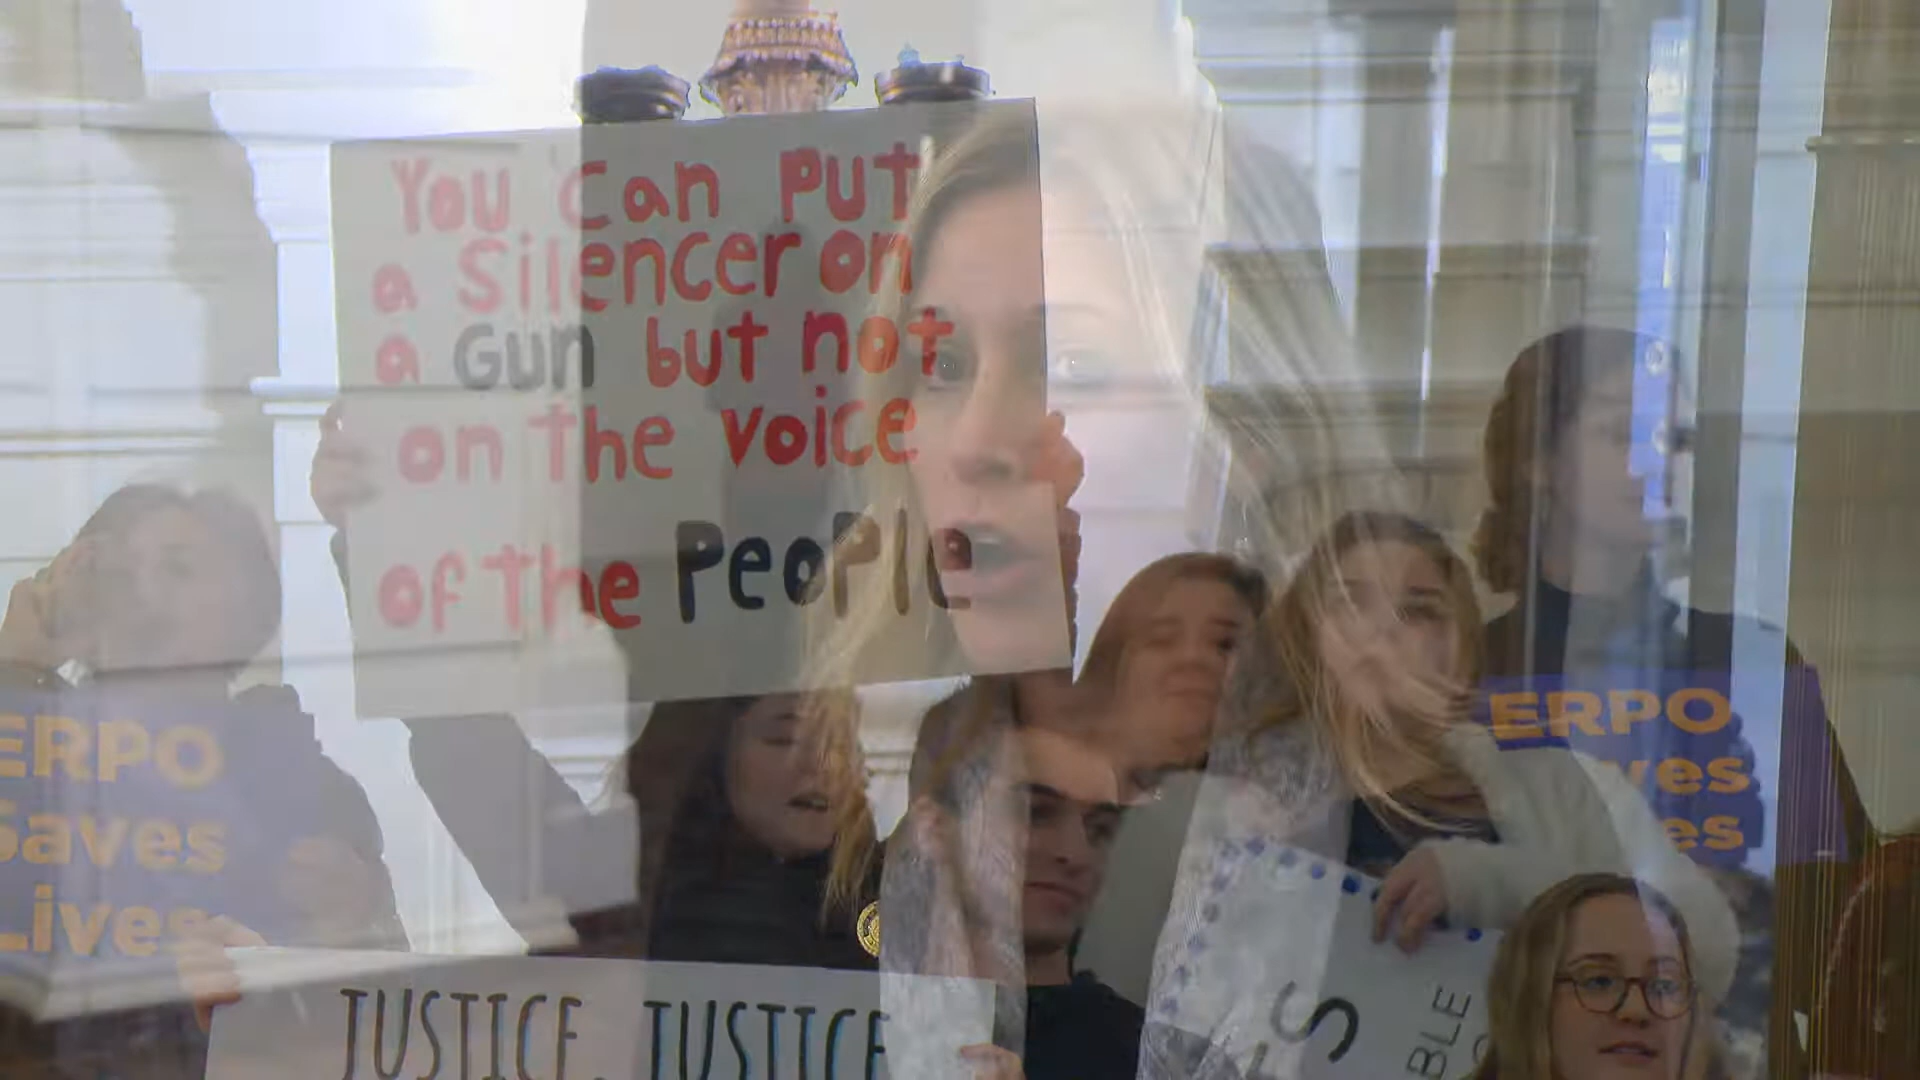 You Can PUT
a Silencer on
a GUN but not
on the voice
of the PEOPLE
ERPO
Saves
Lives
ERPO
JUSTICE, JUSTICE